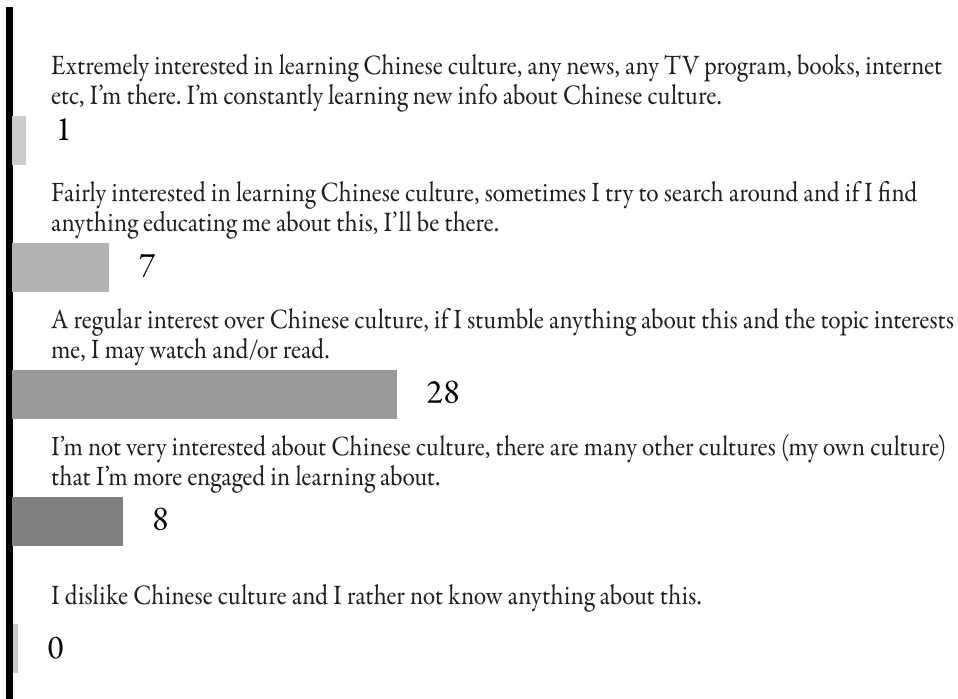 Extremely interested in learning Chinese culture, any news, any TV program, books, internet
etc, I'm there. I'm constantly learning new info about Chinese culture.
1
Fairly interested in learning Chinese culture, sometimes I try to search around and if I find
anything educating me about this, I'll be there.
7
A regular interest over Chinese culture, if I stumble anything about this and the topic interests
me, I may watch and/or read.
28
I'm not very interested about Chinese culture, there are many other cultures (my own culture)
that I'm more engaged in learning about.
8
I dislike Chinese culture and I rather not know anything about this.
0